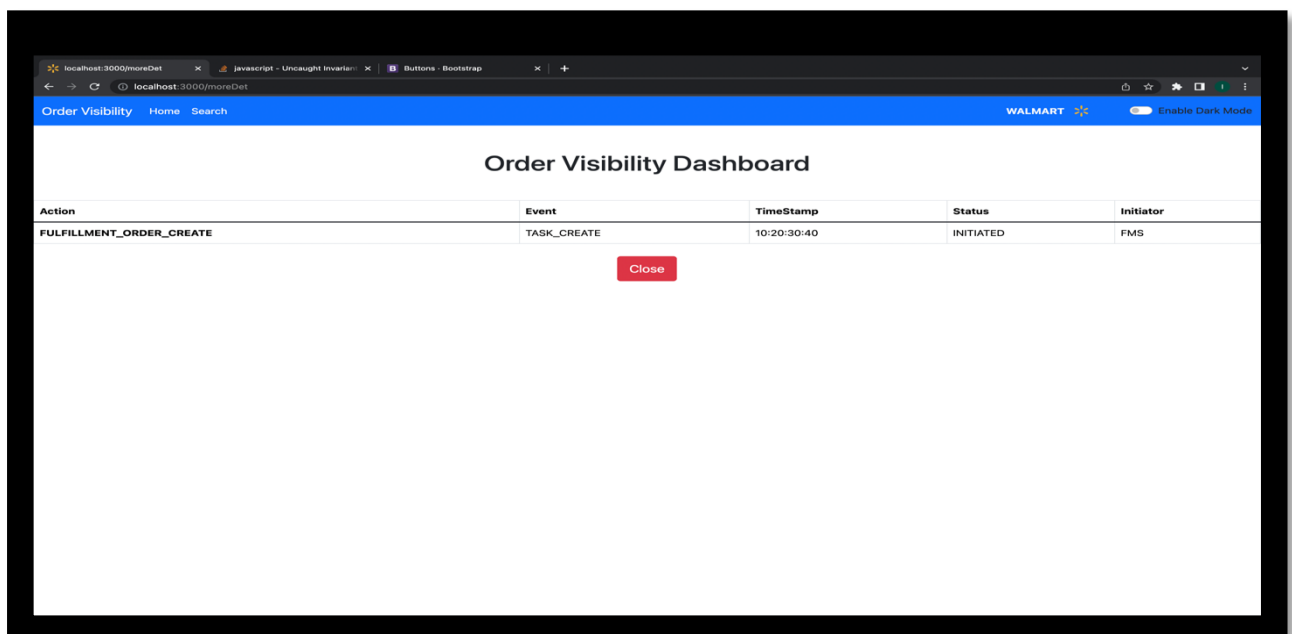 localhost:3000/moreDet javascript - Uncaught Invarian Buttons · Bootstrap
localhost:3000/moreDet
Order Visibility Home Search WALMART Enable Dark Mode
Order Visibility Dashboard
Action Event TimeStamp Status Initiator
FULFILLMENT_ORDER_CREATE TASK_CREATE 10:20:30:40 INITIATED FMS
Close